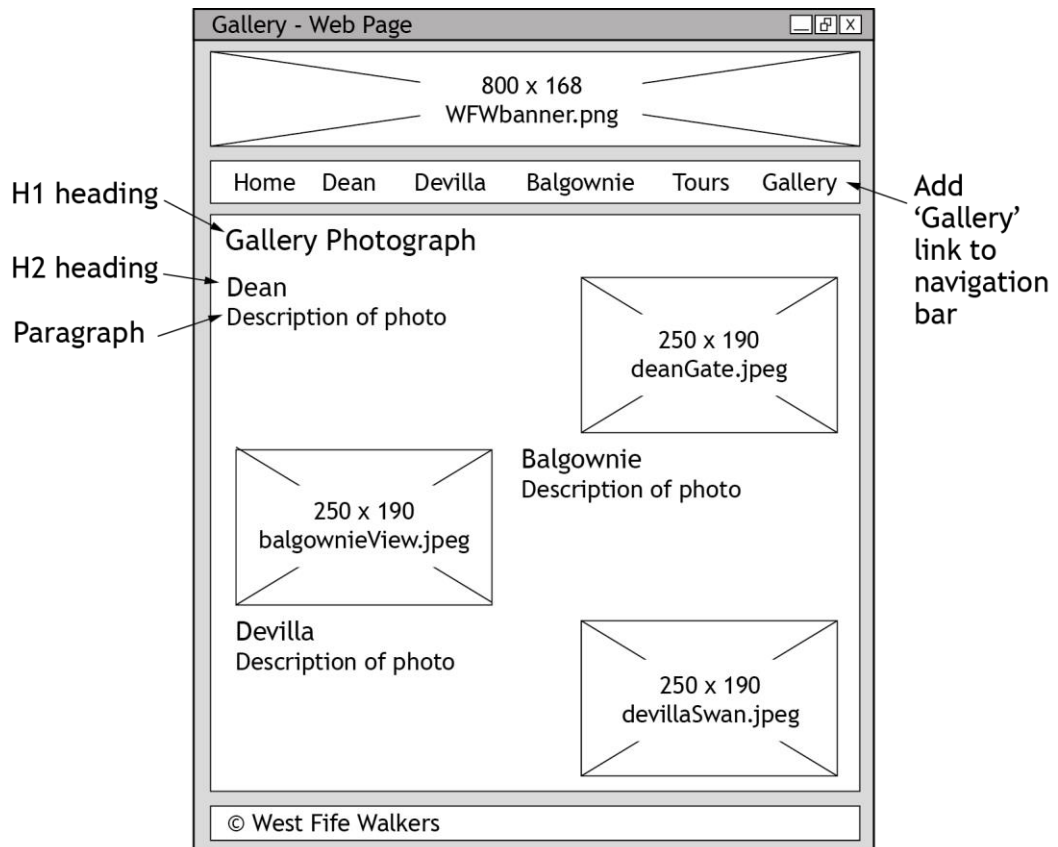 Gallery - Web Page
800 x 168
WFWbanner.png
Home Dean Devilla Balgownie Tours Gallery
Add
‘Gallery’
link to
navigation
bar
H1 heading
Gallery Photograph
H2 heading
Dean
Paragraph
Description of photo
250 x 190
deanGate.jpeg
Balgownie
Description of photo
250 x 190
balgownieView.jpeg
Devilla
Description of photo
250 x 190
devillaSwan.jpeg
© West Fife Walkers